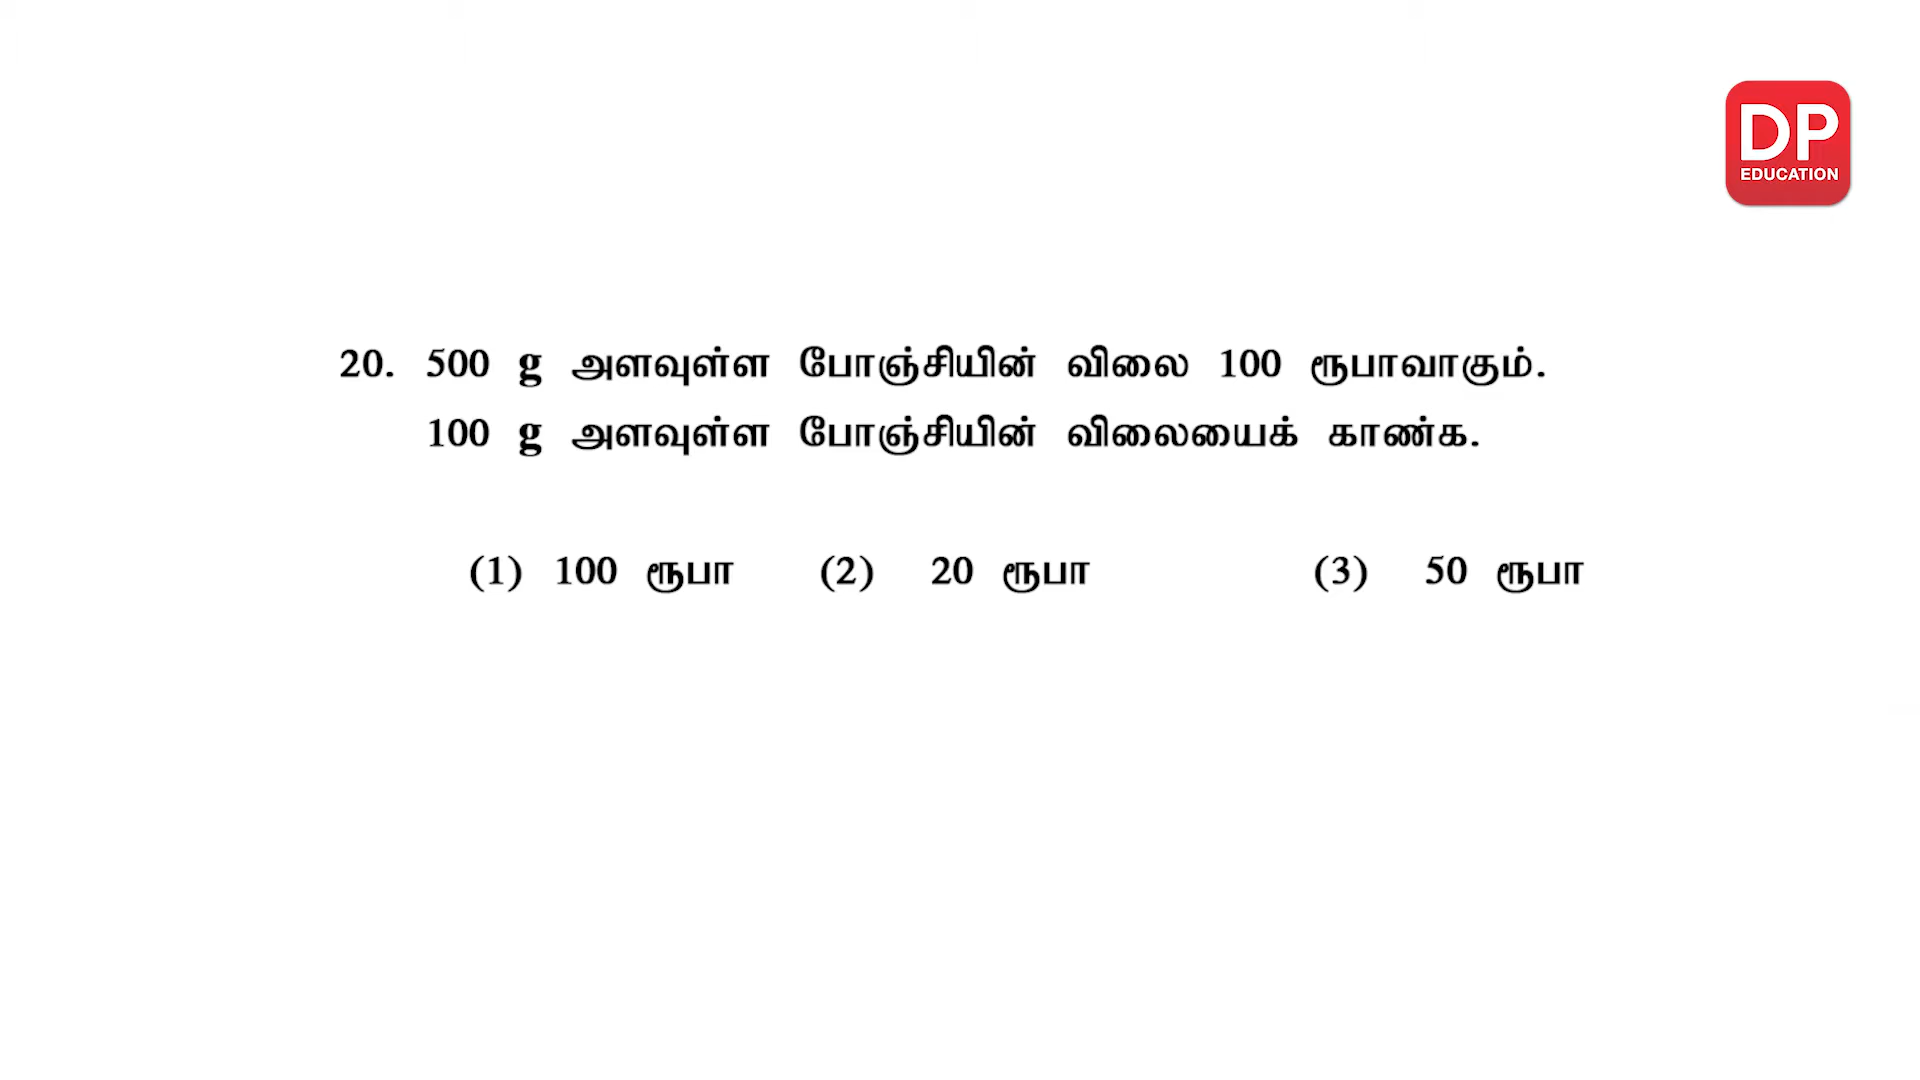 DP
EDUCATION
20. 500 g அளவுள்ள போஞ்சியின் விலை 100 ரூபாவாகும்.
100 g அளவுள்ள போஞ்சியின் விலையைக் காண்க.
(1) 100 ரூபா (2) 20 ரூபா (3) 50 ரூபா